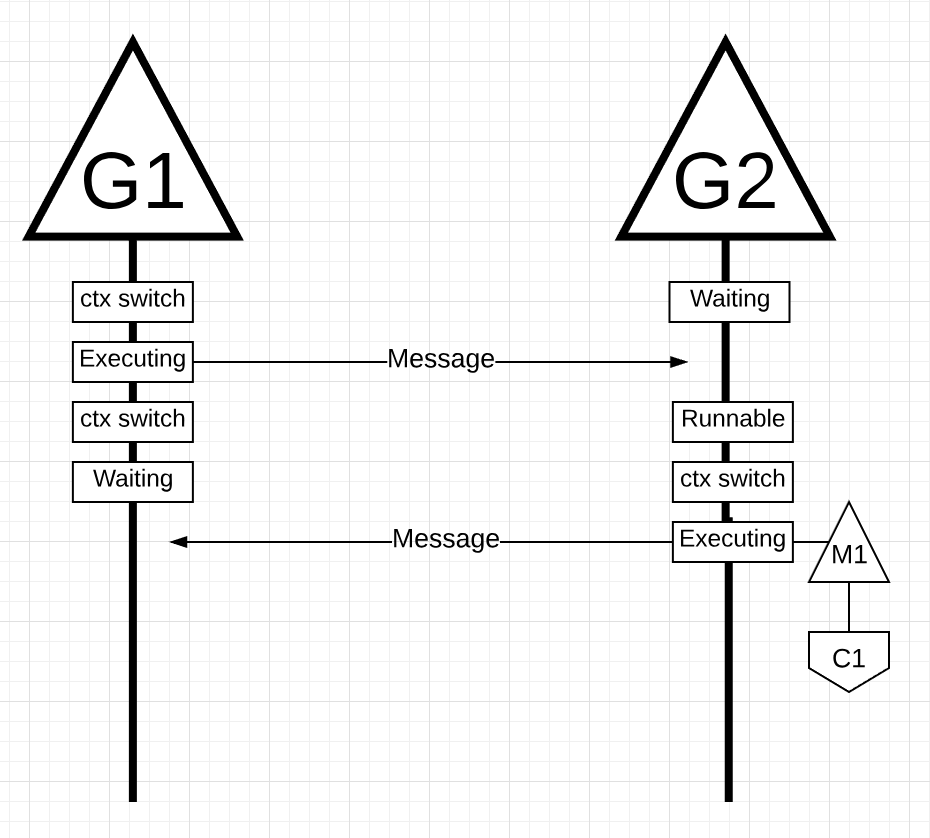 G1
G2
ctx switch
Waiting
Executing
Message
ctx switch
Runnable
Waiting
ctx switch
Message
Executing
M1
C1